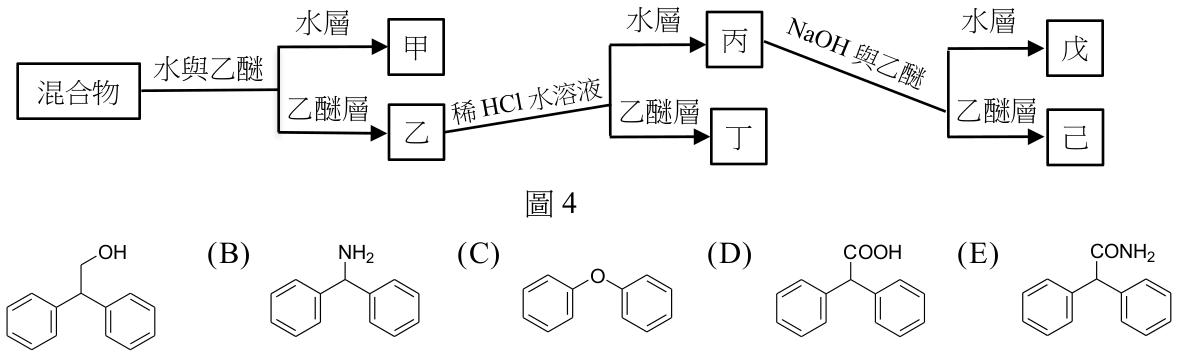 水層 甲 水層 丙 NaOH 與乙醚 水層 戊
混合物 水與乙醚 稀 HCl 水溶液
乙醚層 乙 乙醚層 丁 乙醚層 己
圖 4
OH (B) NH₂ (C) O (D) COOH (E) CONH₂